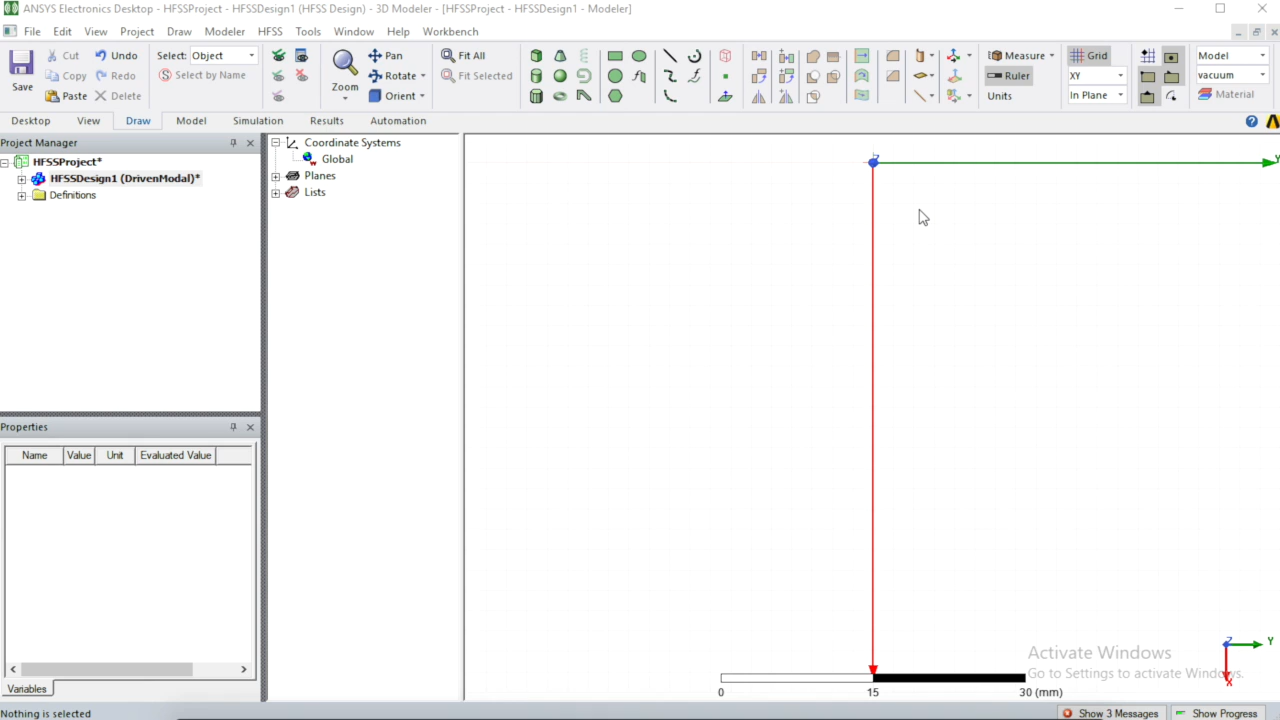 ANSYS Electronics Desktop - HFSSProject - HFSSDesign1 (HFSS Design) - 3D Modeler - [HFSSProject - HFSSDesign1 - Modeler]
File Edit View Project Draw Modeler HFSS Tools Window Help Workbench
Save
Cut
Copy
Paste
Undo
Redo
Delete
Select: Object
Select by Name
Zoom
Pan
Rotate
Orient
Fit All
Fit Selected
Measure
Ruler
Units
Grid
XY
In Plane
Model
vacuum
Material
Desktop View Draw Model Simulation Results Automation
Project Manager
HFSSProject*
HFSSDesign1 (DrivenModal)*
Definitions
Coordinate Systems
Global
Planes
Lists
Z
Y
Properties
Name Value Unit Evaluated Value
Variables
Z
Y
X
Activate Windows
Go to Settings to activate Windows.
0 15 30 (mm)
Nothing is selected
Show 3 Messages Show Progress